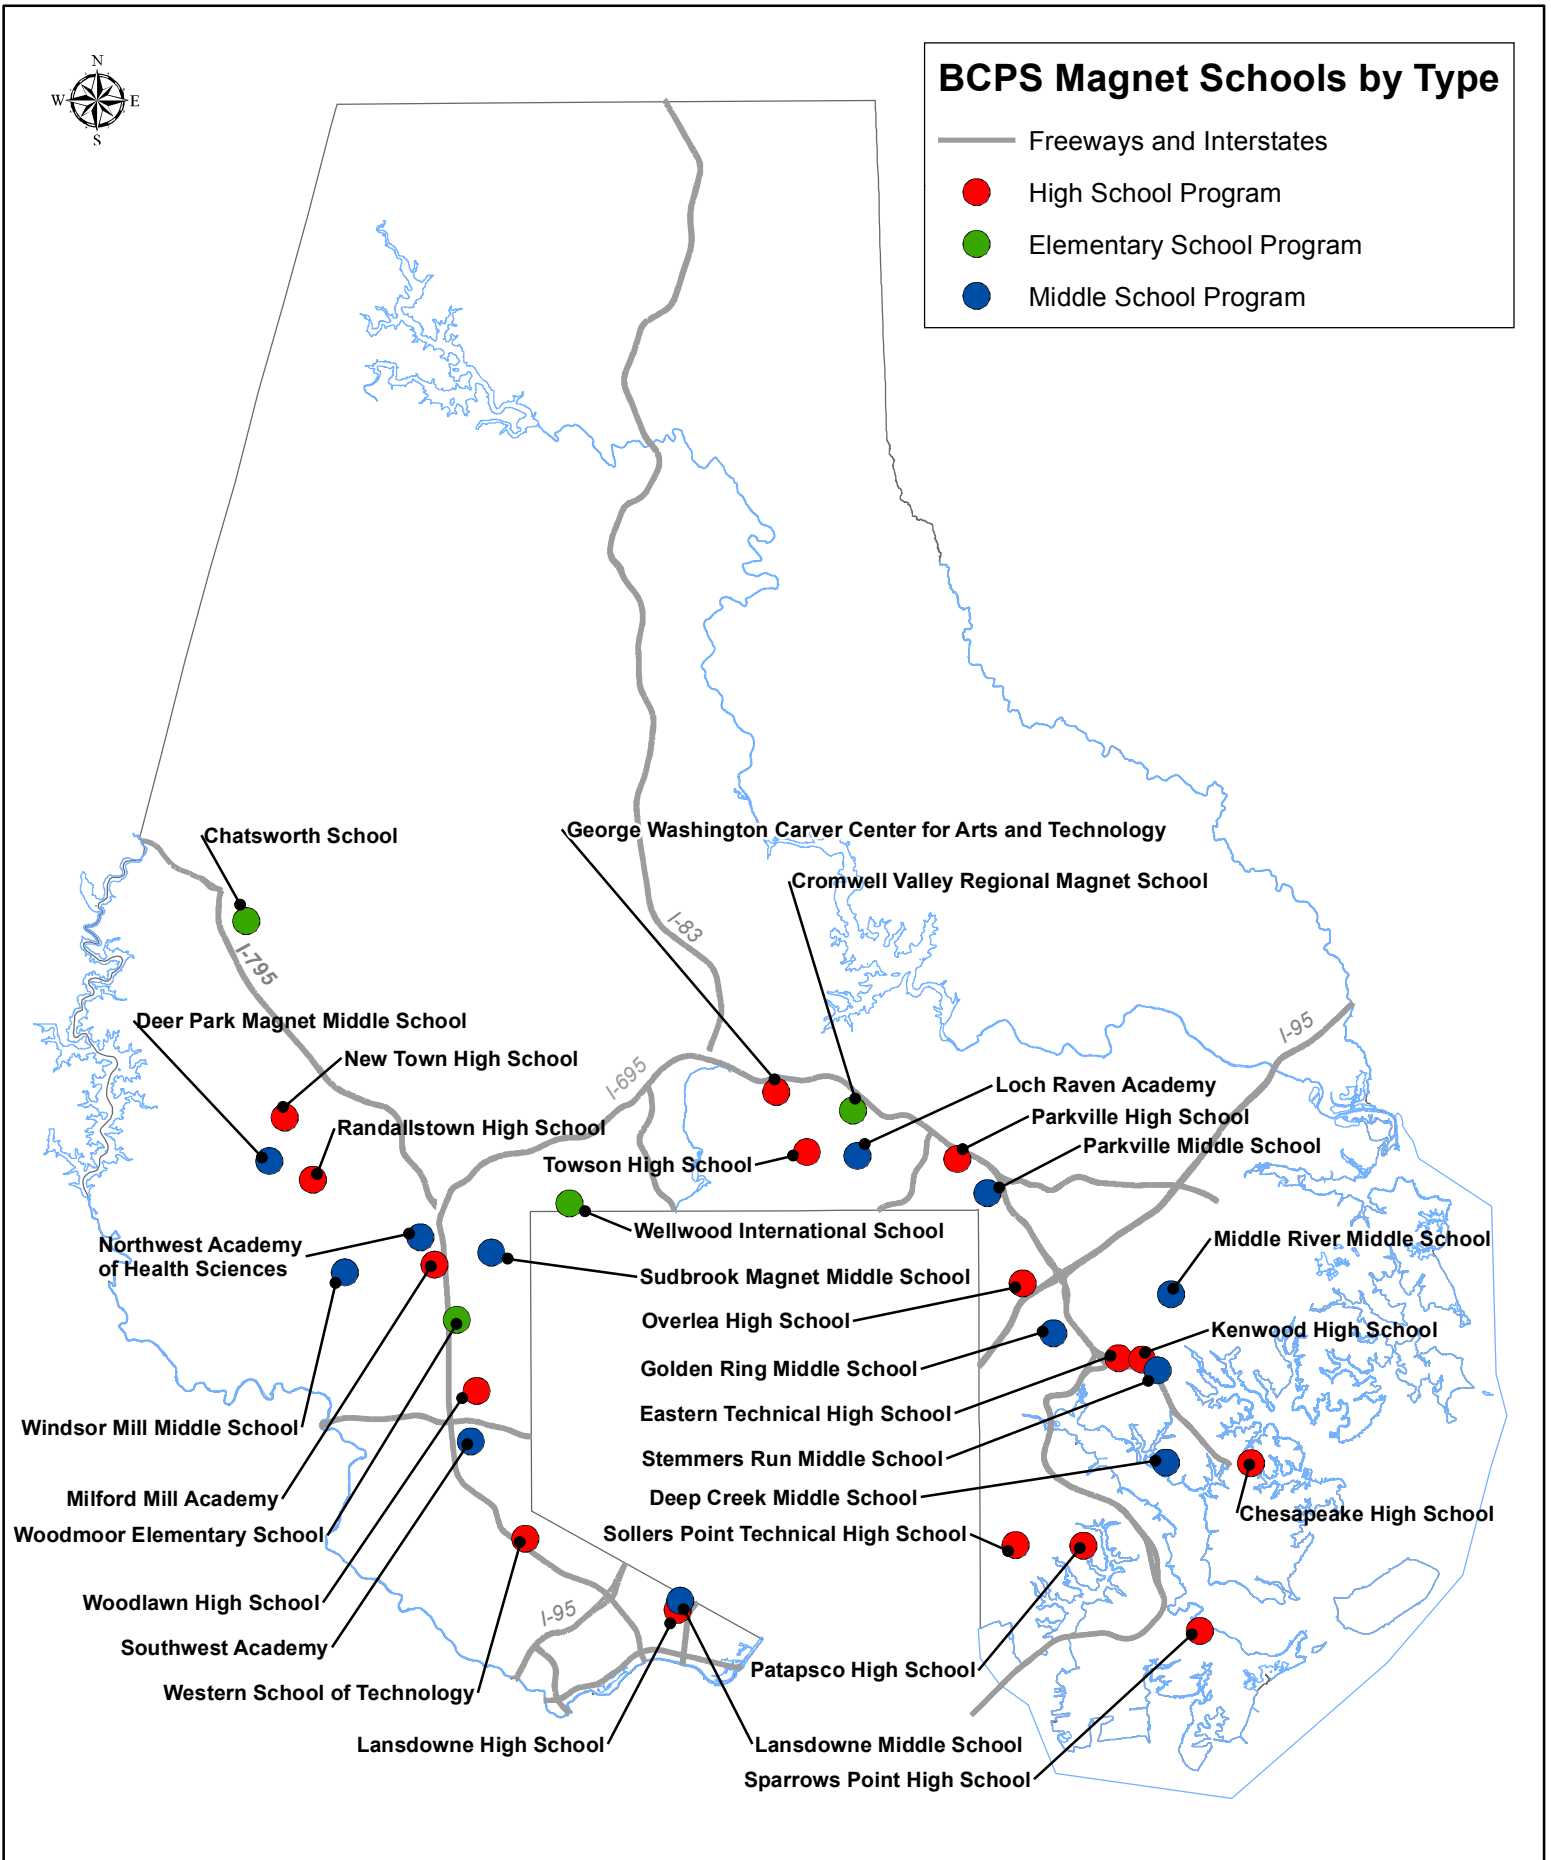 N
W
E
S
BCPS Magnet Schools by Type
Freeways and Interstates
High School Program
Elementary School Program
Middle School Program
Chatsworth School
George Washington Carver Center for Arts and Technology
Cromwell Valley Regional Magnet School
I-83
I-795
Deer Park Magnet Middle School
I-95
New Town High School
I-695
Loch Raven Academy
Parkville High School
Randallstown High School
Parkville Middle School
Towson High School
Wellwood International School
Middle River Middle School
Northwest Academy
of Health Sciences
Sudbrook Magnet Middle School
Overlea High School
Kenwood High School
Golden Ring Middle School
Eastern Technical High School
Windsor Mill Middle School
Stemmers Run Middle School
Milford Mill Academy
Deep Creek Middle School
Chesapeake High School
Woodmoor Elementary School
Sollers Point Technical High School
Woodlawn High School
I-95
Southwest Academy
Patapsco High School
Western School of Technology
Lansdowne High School
Lansdowne Middle School
Sparrows Point High School